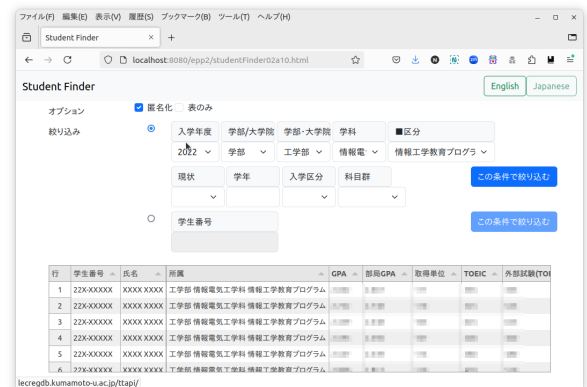 ファイル(F) 編集(E) 表示(V) 履歴(S) ブックマーク(B) ツール(T) ヘルプ(H)
Student Finder × +
localhost:8080/epp2/studentFinder02a10.html
Student Finder English Japanese
オプション 匿名化 表のみ
絞り込み 入学年度 学部/大学院 学部・大学院 学科 ■区分
2022 学部 工学部 情報電 情報工学教育プログラ
現状 学年 入学区分 科目群 この条件で絞り込む
学生番号 この条件で絞り込む
行 学生番号 氏名 所属 GPA 部局GPA 取得単位 TOEIC 外部試験(TOE
1 22X-XXXXX XXXX XXXX 工学部 情報電気工学科 情報工学教育プログラム
2 22X-XXXXX XXXX XXXX 工学部 情報電気工学科 情報工学教育プログラム
3 22X-XXXXX XXXX XXXX 工学部 情報電気工学科 情報工学教育プログラム
4 22X-XXXXX XXXX XXXX 工学部 情報電気工学科 情報工学教育プログラム
5 22X-XXXXX XXXX XXXX 工学部 情報電気工学科 情報工学教育プログラム
6 22X-XXXXX XXXX XXXX 工学部 情報電気工学科 情報工学教育プログラム
lecregdb.kumamoto-u.ac.jp/ttapi/